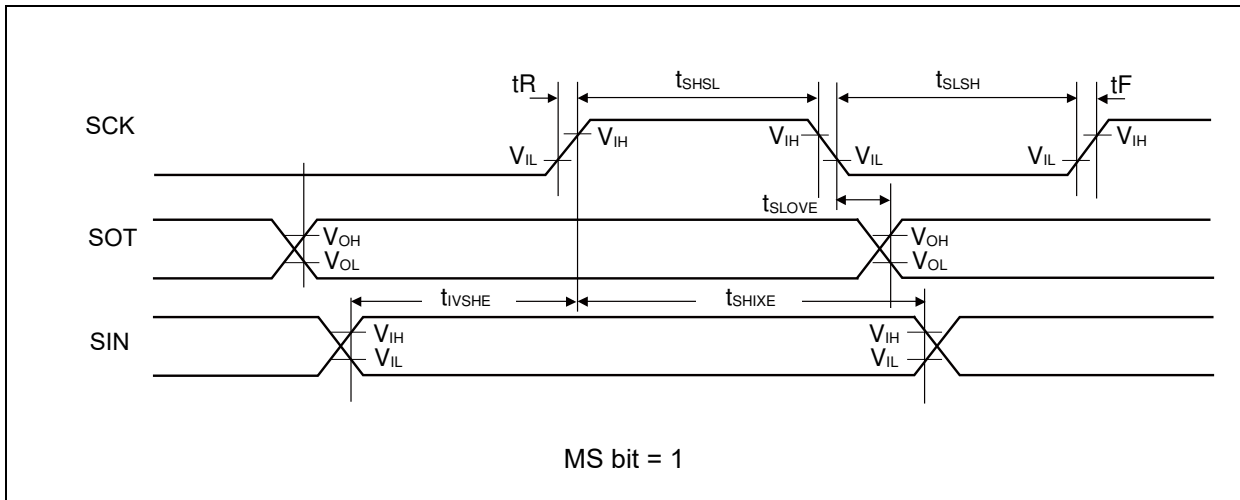 tR tSHSL tSLSH tF
SCK
VIH VIH VIH
VIL VIL VIL
tSLOVE
SOT
VOH VOH
VOL VOL
tIVSHE tSHIXE
SIN
VIH VIH
VIL VIL
MS bit = 1